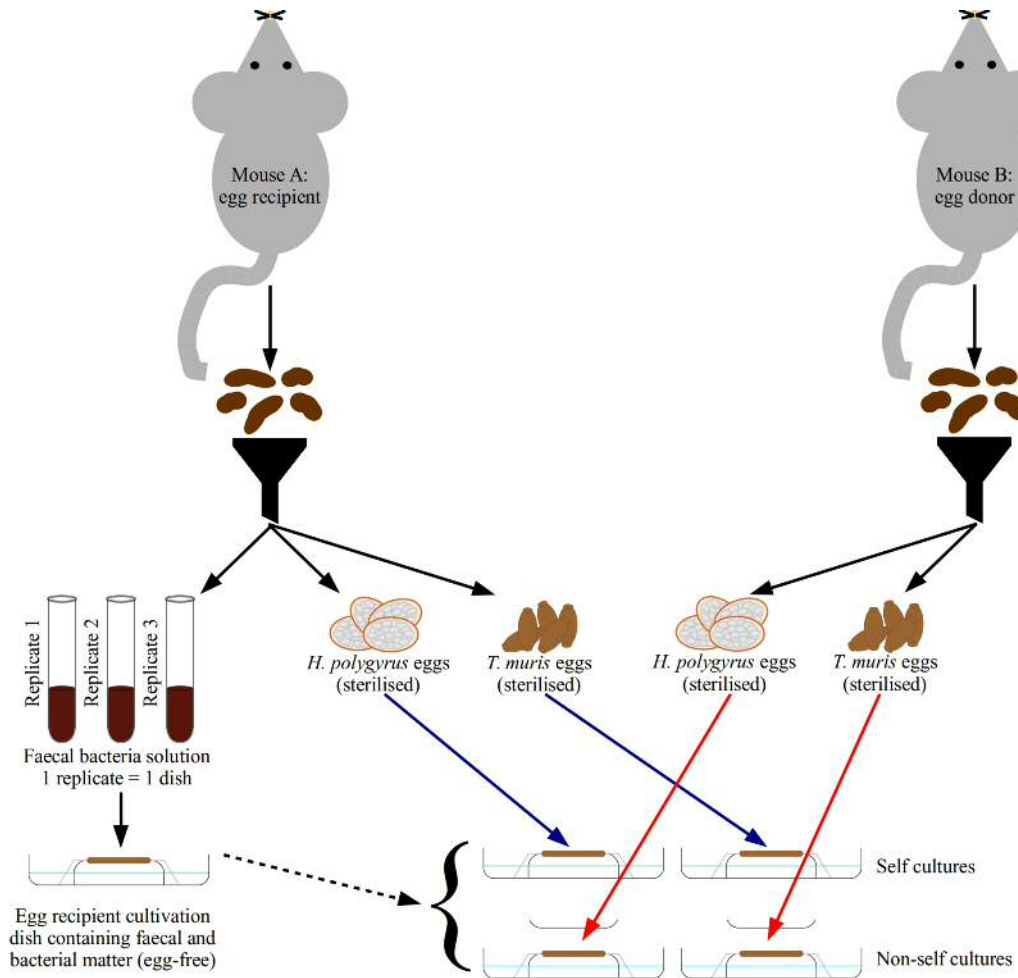 Mouse A:
egg recipient
Mouse B:
egg donor
Replicate 1
Replicate 2
Replicate 3
H. polygyrus eggs
(sterilised)
T. muris eggs
(sterilised)
H. polygyrus eggs
(sterilised)
T. muris eggs
(sterilised)
Faecal bacteria solution
1 replicate = 1 dish
Self cultures
Egg recipient cultivation
dish containing faecal and
bacterial matter (egg-free)
Non-self cultures